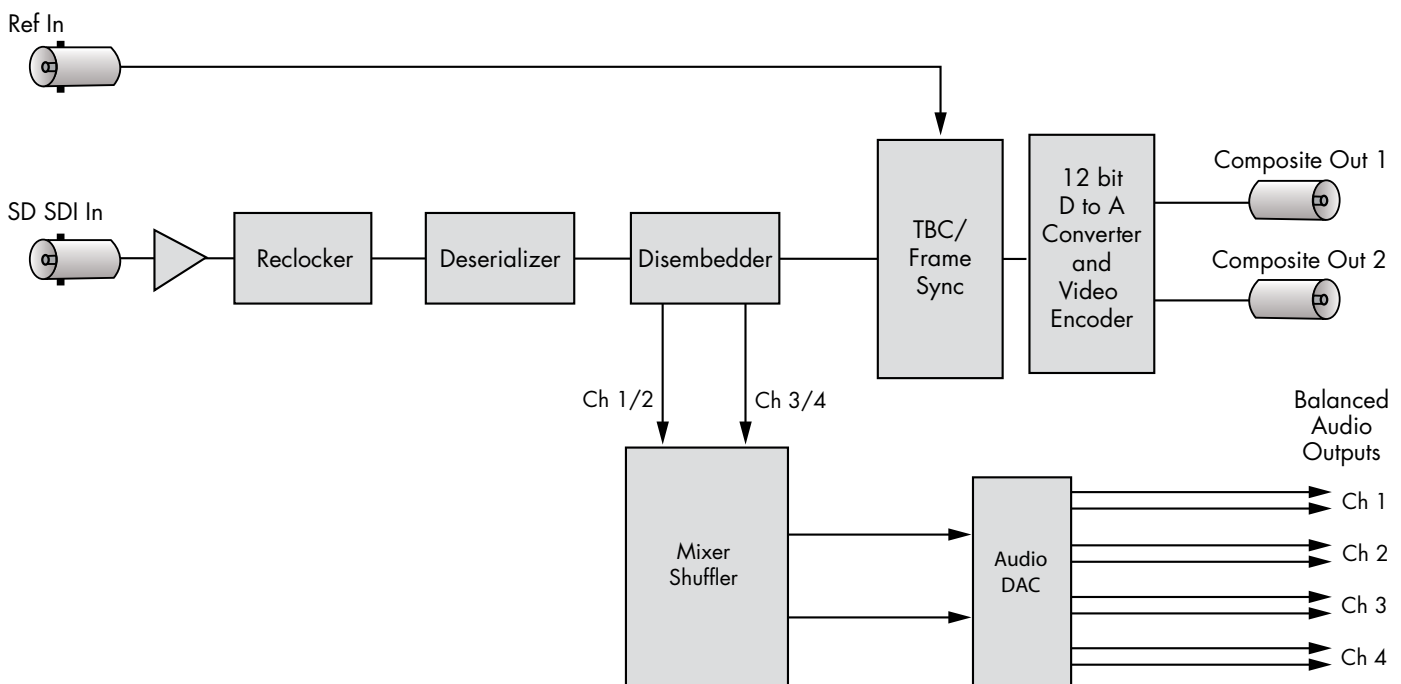 Ref In
SD SDI In
Reclocker
Deserializer
Disembedder
TBC/
Frame
Sync
12 bit
D to A
Converter
and
Video
Encoder
Composite Out 1
Composite Out 2
Ch 1/2
Ch 3/4
Mixer
Shuffler
Audio
DAC
Balanced
Audio
Outputs
Ch 1
Ch 2
Ch 3
Ch 4